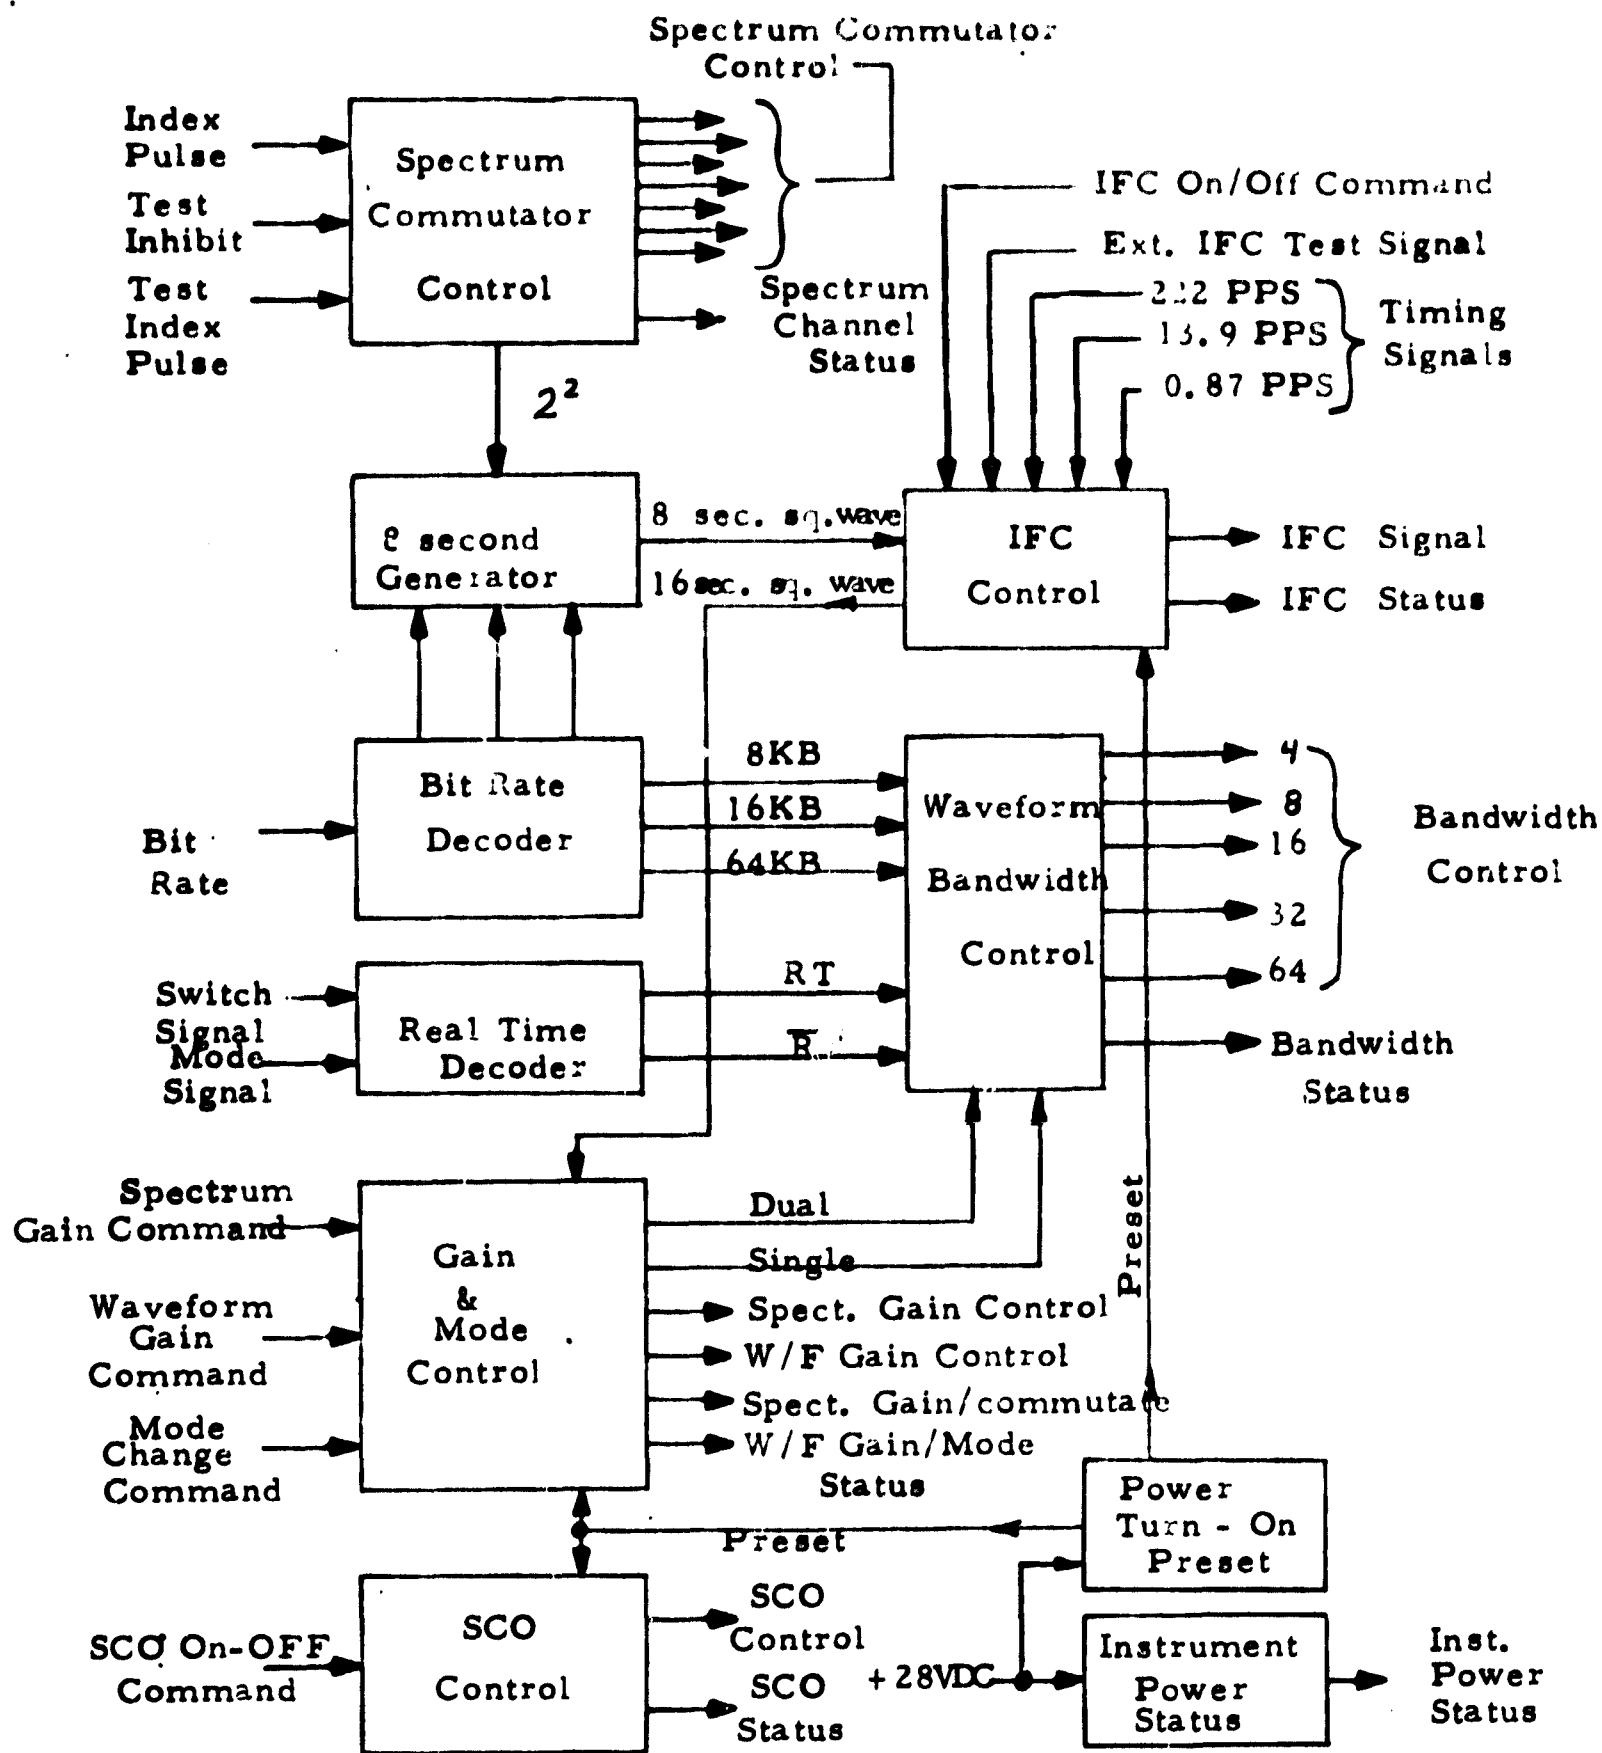 Spectrum Commutator
Control
Index
Pulse
Test
Inhibit
Test
Index
Pulse
Spectrum
Commutator
Control
Spectrum
Channel
Status
2²
IFC On/Off Command
Ext. IFC Test Signal
PPS
PPS
0.87 PPS
Timing
Signals
second
Generator
8 sec. sq.wave
16sec. sq. wave
IFC
Control
IFC Signal
IFC Status
Bit
Rate
Bit Rate
Decoder
8KB
16KB
64KB
Waveform
Bandwidth
Control
4
8
16
32
64
Bandwidth
Control
Bandwidth
Status
Switch
Signal
Mode
Signal
Real Time
Decoder
RT
Spectrum
Gain Command
Waveform
Gain
Command
Mode
Change
Command
Gain
&
Mode
Control
Dual
Single
Spect. Gain Control
W/F Gain Control
Spect. Gain/commutate
W/F Gain/Mode
Status
Preset
Preset
Power
Turn - On
Preset
SCO On-OFF
Command
SCO
Control
SCO
Control
SCO
Status
+28VDC
Instrument
Power
Status
Inst.
Power
Status